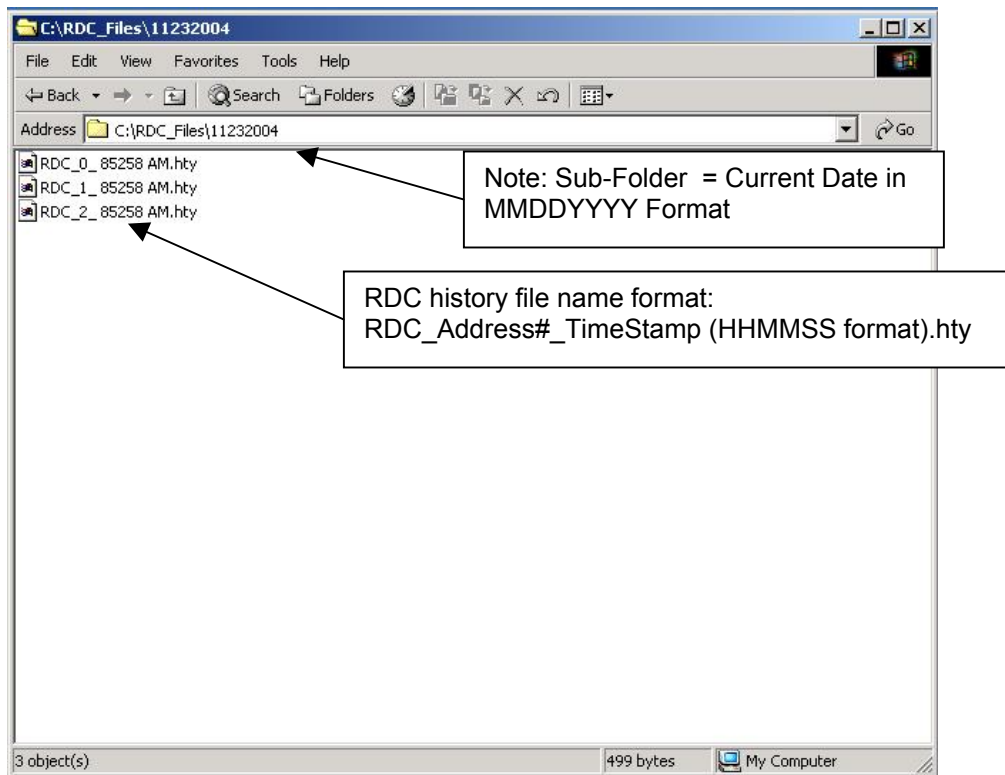 C:\RDC_Files\11232004
File Edit View Favorites Tools Help
Back Search Folders
Address C:\RDC_Files\11232004 Go
RDC_0_ 85258 AM.hty
RDC_1_ 85258 AM.hty
RDC_2_ 85258 AM.hty
Note: Sub-Folder = Current Date in
MMDDYYYY Format
RDC history file name format:
RDC_Address#_TimeStamp (HHMMSS format).hty
3 object(s) 499 bytes My Computer